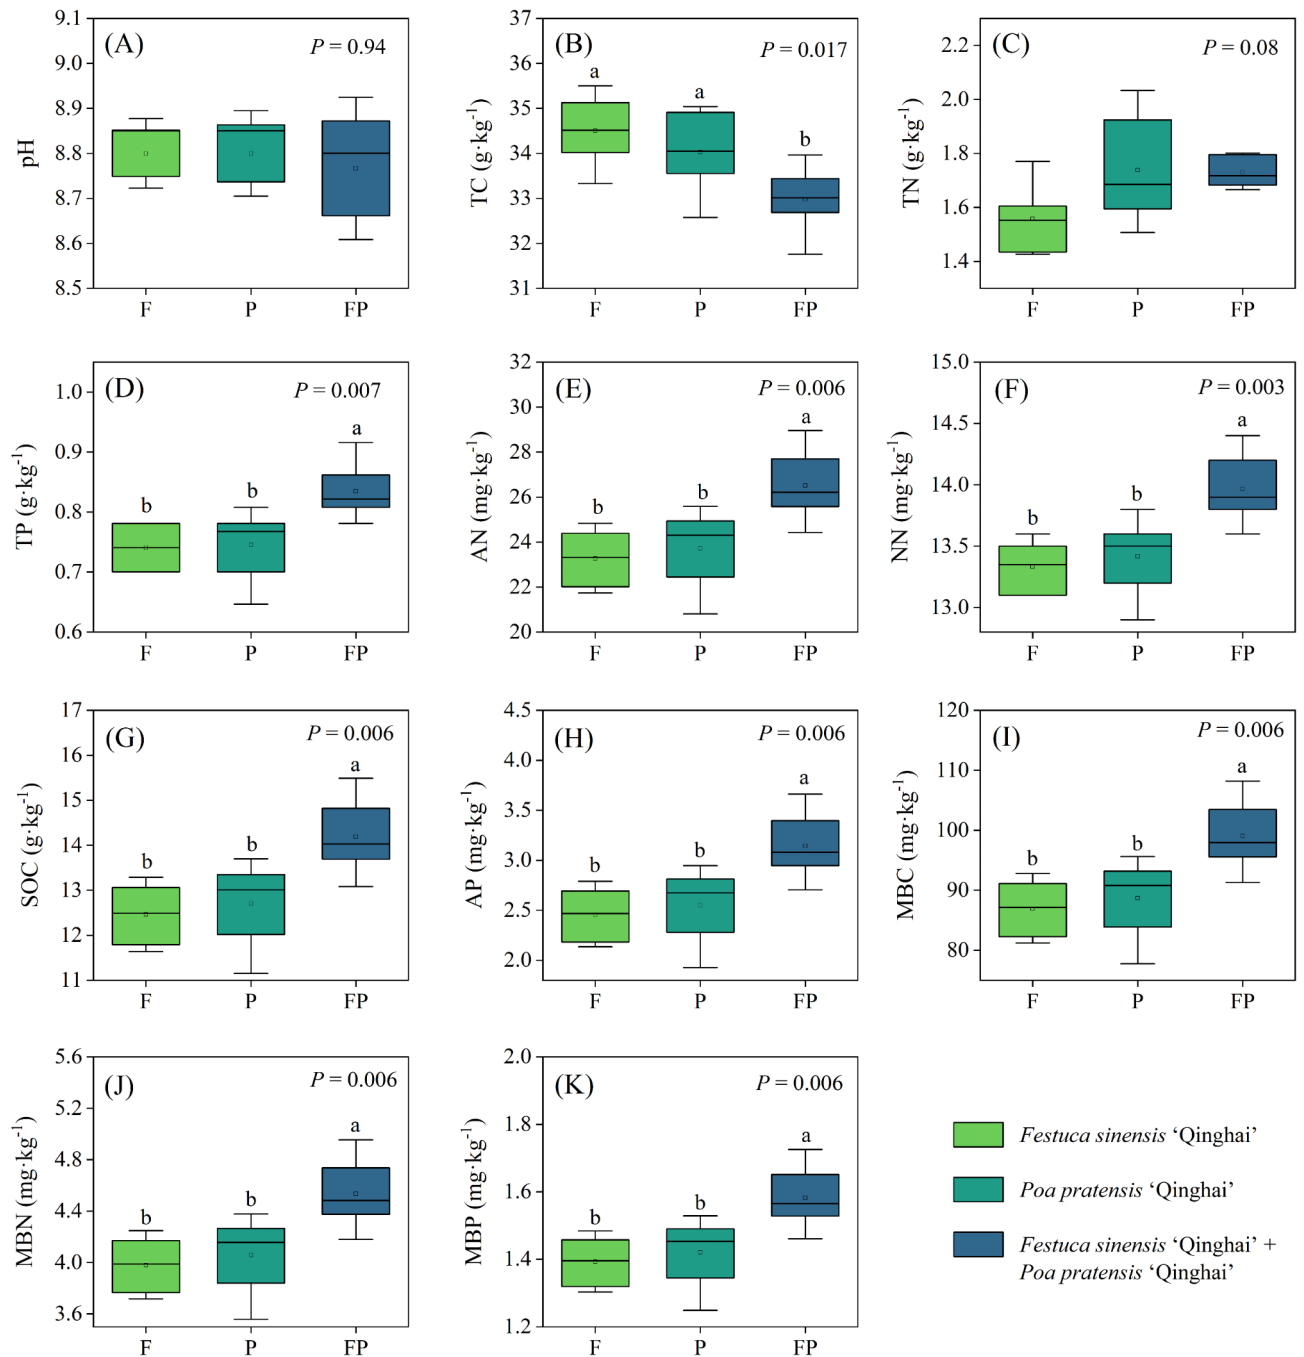 (A)
P = 0.94
pH
9.1
9.0
8.9
8.8
8.7
8.6
8.5
F P FP
(B)
P = 0.017
TC (g·kg⁻¹)
37
36
35
34
33
32
31
a a b
F P FP
(C)
P = 0.08
TN (g·kg⁻¹)
2.2
2.0
1.8
1.6
1.4
F P FP
(D)
P = 0.007
TP (g·kg⁻¹)
1.0
0.9
0.8
0.7
0.6
b b a
F P FP
(E)
P = 0.006
AN (mg·kg⁻¹)
32
30
28
26
24
22
20
b b a
F P FP
(F)
P = 0.003
NN (mg·kg⁻¹)
15.0
14.5
14.0
13.5
13.0
b b a
F P FP
(G)
P = 0.006
SOC (g·kg⁻¹)
17
16
15
14
13
12
11
b b a
F P FP
(H)
P = 0.006
AP (mg·kg⁻¹)
4.5
4.0
3.5
3.0
2.5
2.0
b b a
F P FP
(I)
P = 0.006
MBC (mg·kg⁻¹)
120
110
100
90
80
b b a
F P FP
(J)
P = 0.006
MBN (mg·kg⁻¹)
5.6
5.2
4.8
4.4
4.0
3.6
b b a
F P FP
(K)
P = 0.006
MBP (mg·kg⁻¹)
2.0
1.8
1.6
1.4
1.2
b b a
F P FP
Festuca sinensis ‘Qinghai’
Poa pratensis ‘Qinghai’
Festuca sinensis ‘Qinghai’ +
Poa pratensis ‘Qinghai’